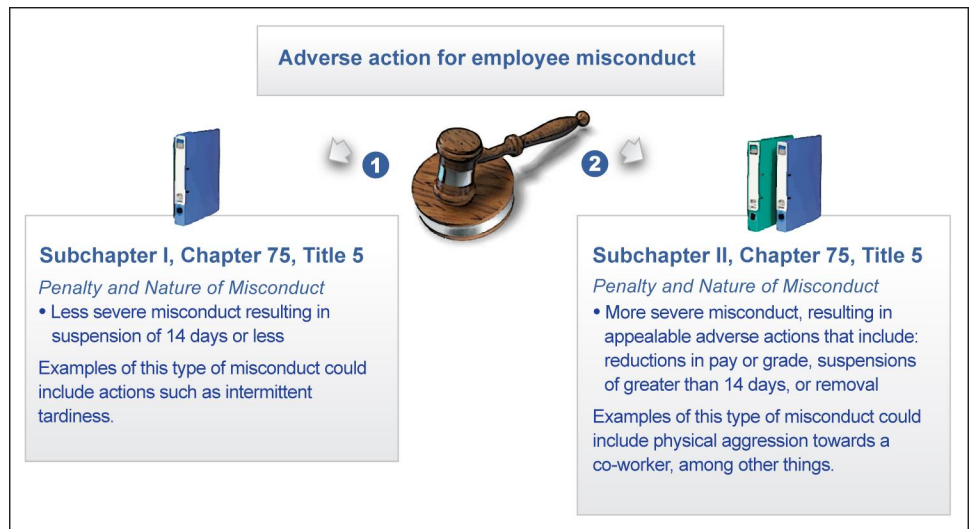 Adverse action for employee misconduct
1
2
Subchapter I, Chapter 75, Title 5
Penalty and Nature of Misconduct
• Less severe misconduct resulting in
suspension of 14 days or less
Examples of this type of misconduct could
include actions such as intermittent
tardiness.
Subchapter II, Chapter 75, Title 5
Penalty and Nature of Misconduct
• More severe misconduct, resulting in
appealable adverse actions that include:
reductions in pay or grade, suspensions
of greater than 14 days, or removal
Examples of this type of misconduct could
include physical aggression towards a
co-worker, among other things.